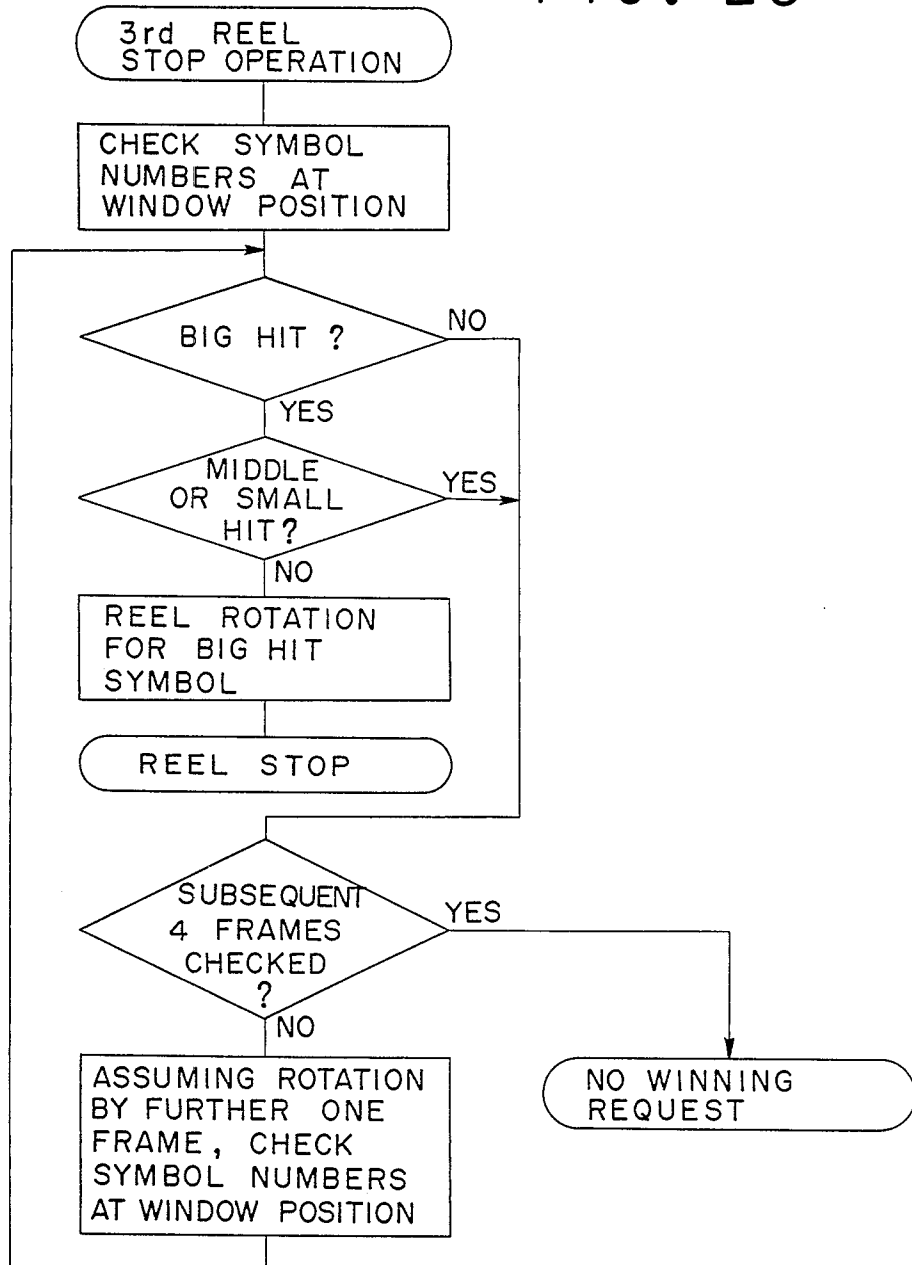 3rd REEL
STOP OPERATION
CHECK SYMBOL
NUMBERS AT
WINDOW POSITION
BIG HIT ?
NO
YES
MIDDLE
OR SMALL
HIT?
YES
NO
REEL ROTATION
FOR BIG HIT
SYMBOL
REEL STOP
SUBSEQUENT
4 FRAMES
CHECKED
?
YES
NO
ASSUMING ROTATION
BY FURTHER ONE
FRAME, CHECK
SYMBOL NUMBERS
AT WINDOW POSITION
NO WINNING
REQUEST